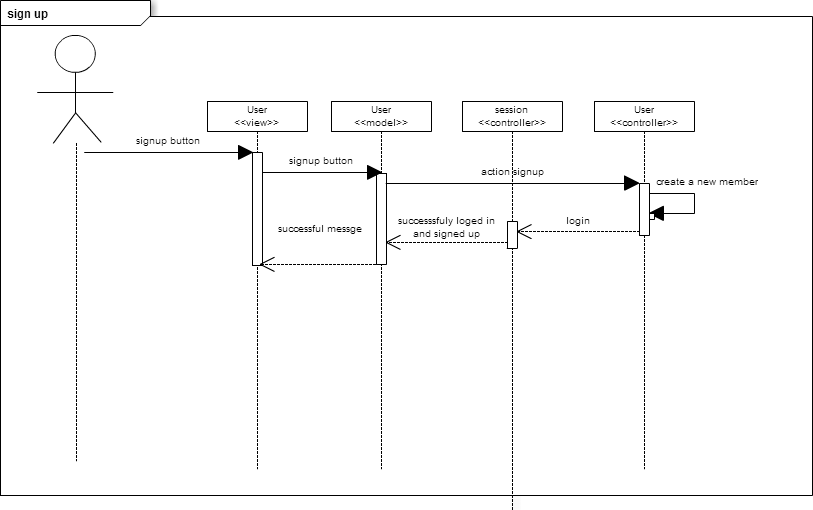 sign up
User
<<view>>
User
<<model>>
session
<<controller>>
User
<<controller>>
signup button
signup button
action signup
create a new member
login
successsfuly loged in
and signed up
successful messge